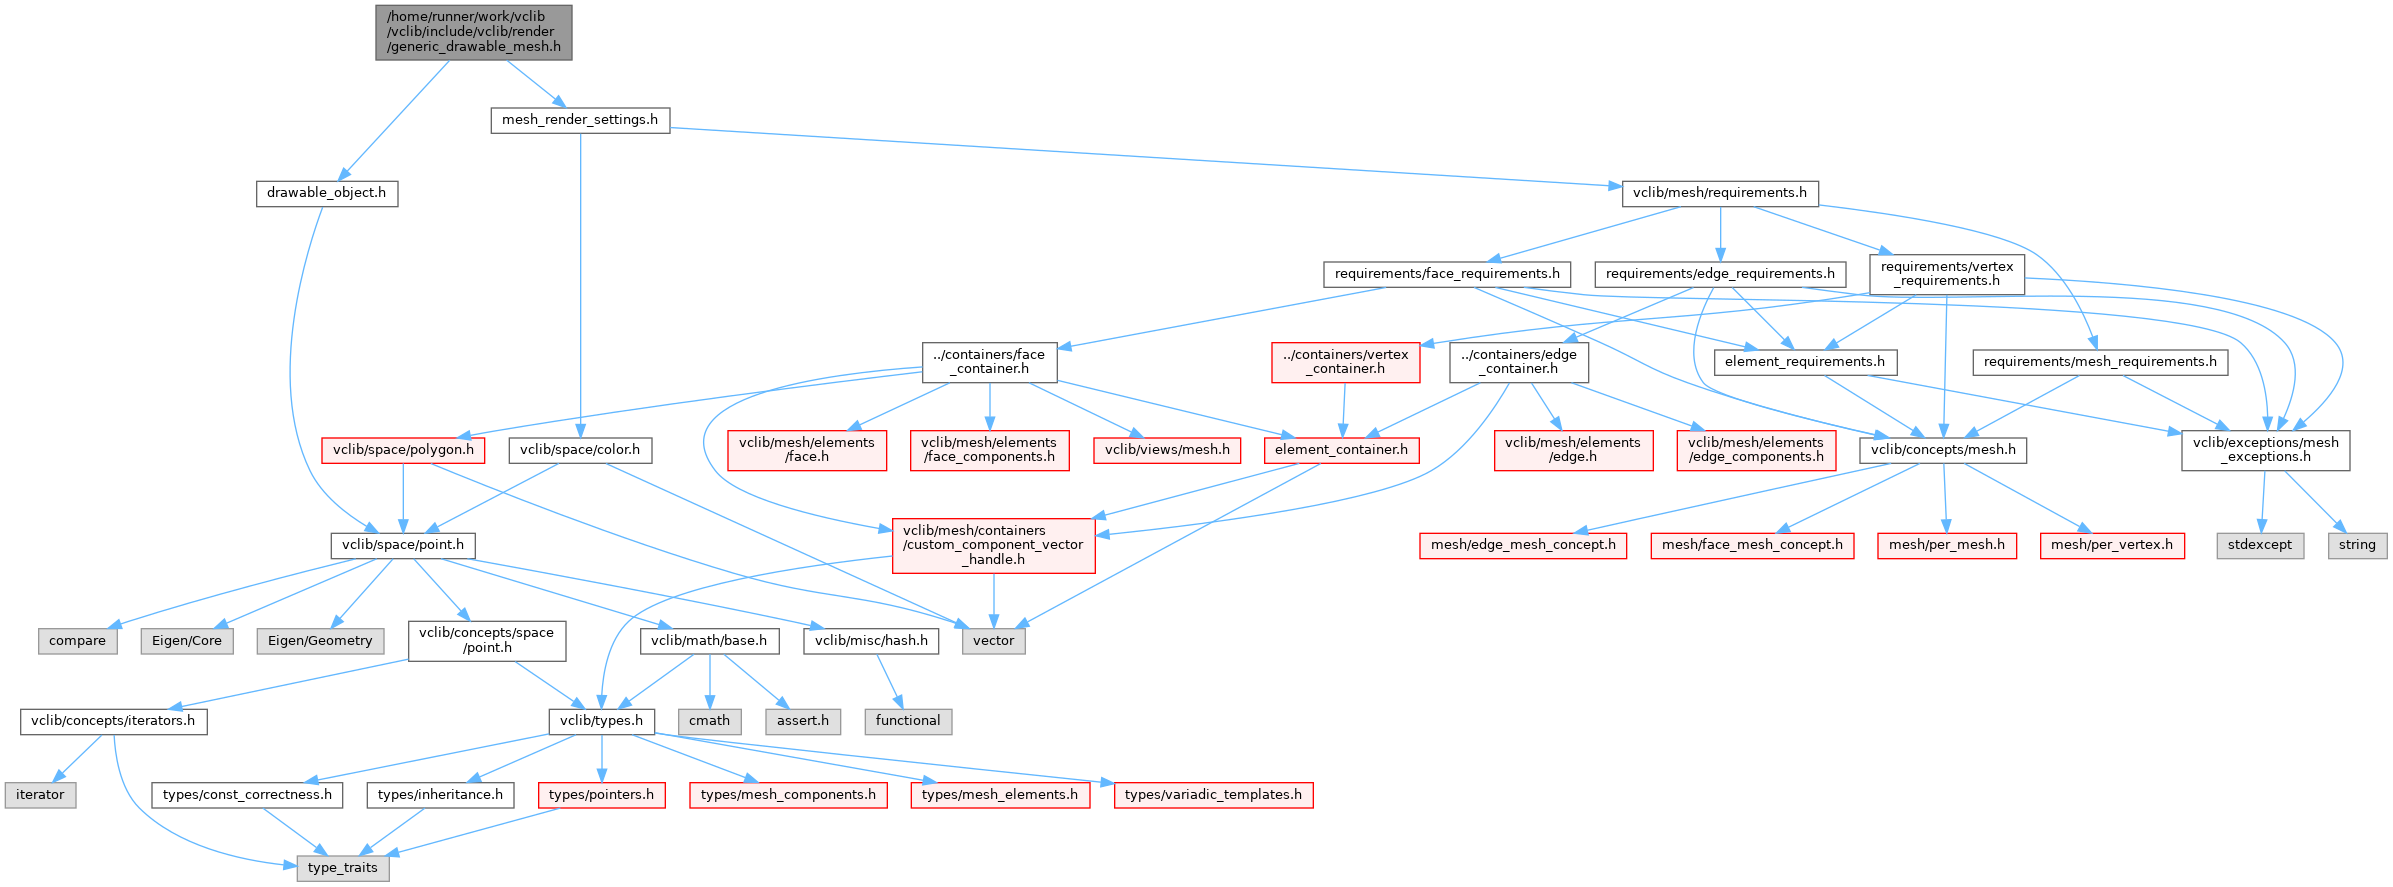 /home/runner/work/vclib
/vclib/include/vclib/render
/generic_drawable_mesh.h
mesh_render_settings.h
drawable_object.h
vclib/mesh/requirements.h
requirements/face_requirements.h
requirements/edge_requirements.h
requirements/vertex
_requirements.h
../containers/face
_container.h
../containers/vertex
_container.h
../containers/edge
_container.h
element_requirements.h
requirements/mesh_requirements.h
vclib/space/polygon.h
vclib/space/color.h
vclib/mesh/elements
/face.h
vclib/mesh/elements
/face_components.h
vclib/views/mesh.h
element_container.h
vclib/mesh/elements
/edge.h
vclib/mesh/elements
/edge_components.h
vclib/concepts/mesh.h
vclib/exceptions/mesh
_exceptions.h
vclib/space/point.h
vclib/mesh/containers
/custom_component_vector
_handle.h
mesh/edge_mesh_concept.h
mesh/face_mesh_concept.h
mesh/per_mesh.h
mesh/per_vertex.h
stdexcept
string
compare
Eigen/Core
Eigen/Geometry
vclib/concepts/space
/point.h
vclib/math/base.h
vclib/misc/hash.h
vector
vclib/concepts/iterators.h
vclib/types.h
cmath
assert.h
functional
iterator
types/const_correctness.h
types/inheritance.h
types/pointers.h
types/mesh_components.h
types/mesh_elements.h
types/variadic_templates.h
type_traits